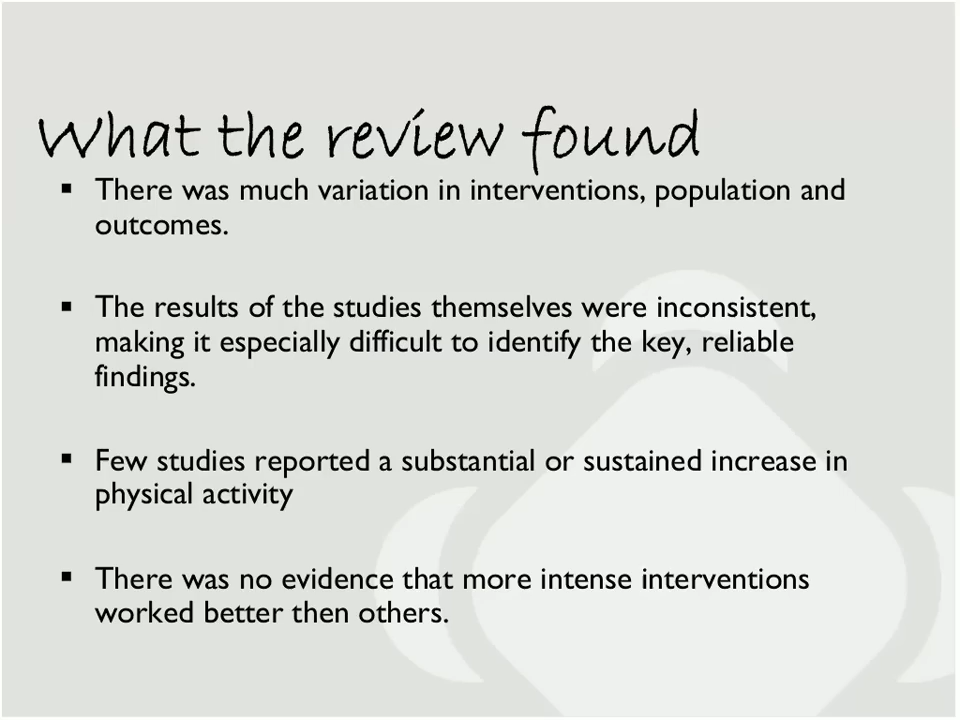 What the review found
▪ There was much variation in interventions, population and
outcomes.
▪ The results of the studies themselves were inconsistent,
making it especially difficult to identify the key, reliable
findings.
▪ Few studies reported a substantial or sustained increase in
physical activity
▪ There was no evidence that more intense interventions
worked better then others.